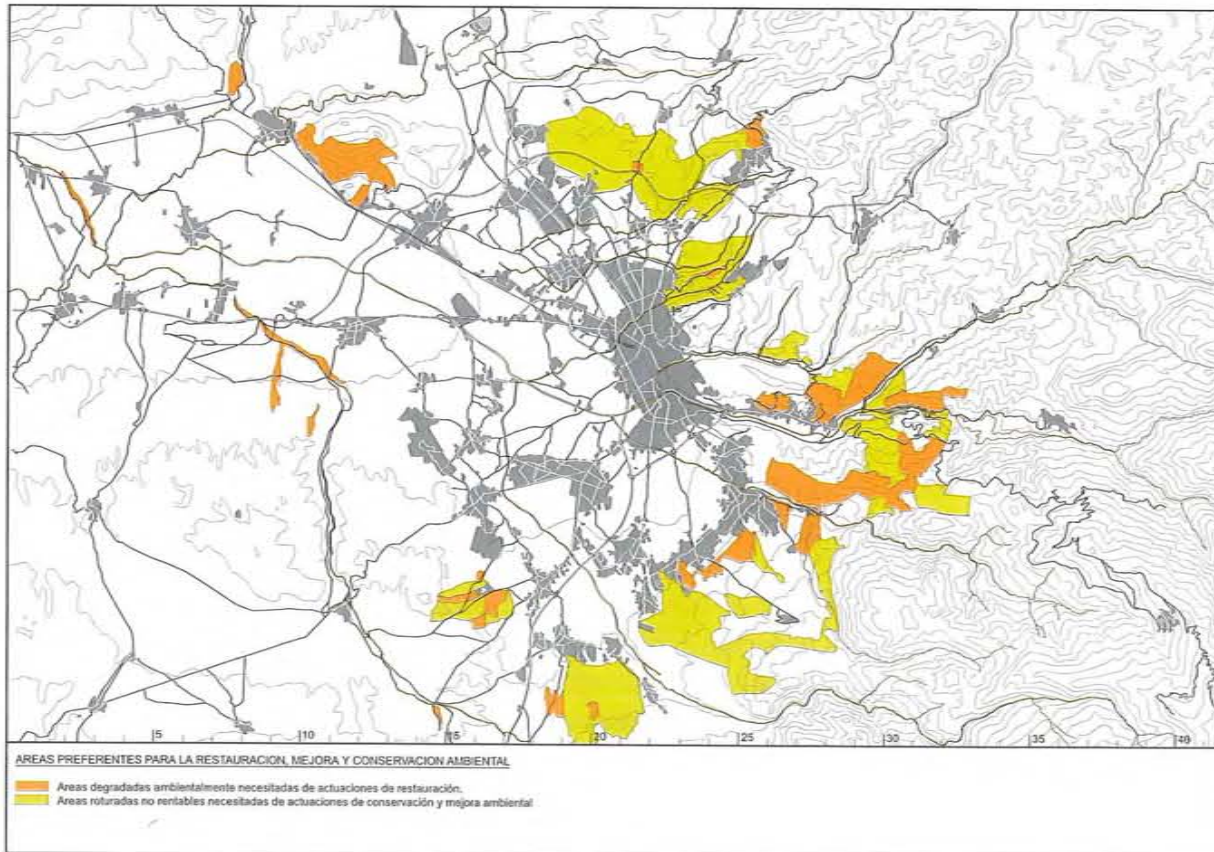 5 10 15 20 25 30 35 40
AREAS PREFERENTES PARA LA RESTAURACION, MEJORA Y CONSERVACION AMBIENTAL
Areas degradadas ambientalmente necesitadas de actuaciones de restauración.
Areas roturadas no rentables necesitadas de actuaciones de conservación y mejora ambiental